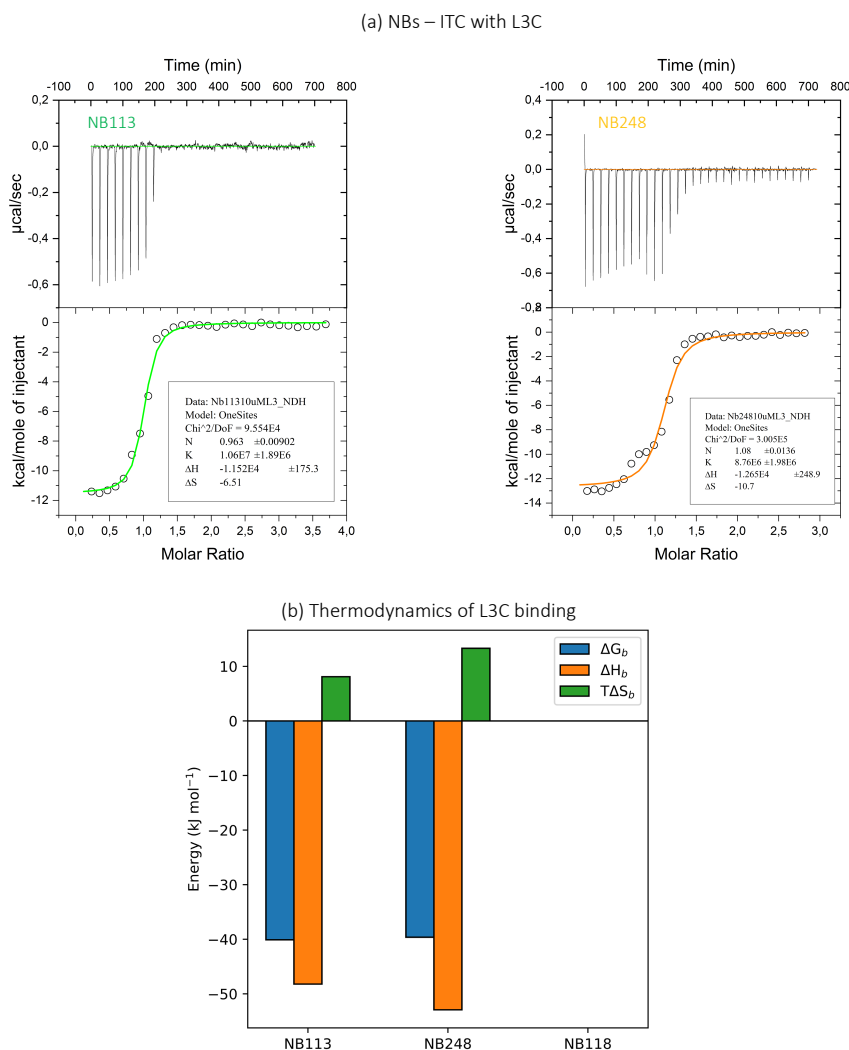 (a) NBs – ITC with L3C
Time (min)
-100 0 100 200 300 400 500 600 700 800
0,2
0,0
-0,2
-0,4
-0,6
µcal/sec
NB113
0
-2
-4
-6
-8
-10
-12
kcal/mole of injectant
Data: Nb11310uML3_NDH
Model: OneSites
Chi^2/DoF = 9.554E4
N 0.963 ±0.00902
K 1.06E7 ±1.89E6
ΔH -1.152E4 ±175.3
ΔS -6.51
0,0 0,5 1,0 1,5 2,0 2,5 3,0 3,5 4,0
Molar Ratio
Time (min)
-100 0 100 200 300 400 500 600 700 800
0,4
0,2
0,0
-0,2
-0,4
-0,6
-0,8
µcal/sec
NB248
0
-2
-4
-6
-8
-10
-12
-14
kcal/mole of injectant
Data: Nb24810uML3_NDH
Model: OneSites
Chi^2/DoF = 3.005E5
N 1.08 ±0.0136
K 8.76E6 ±1.98E6
ΔH -1.265E4 ±248.9
ΔS -10.7
0,0 0,5 1,0 1,5 2,0 2,5 3,0
Molar Ratio
(b) Thermodynamics of L3C binding
10
0
−10
−20
−30
−40
−50
Energy (kJ mol⁻¹)
ΔG_b
ΔH_b
TΔS_b
NB113 NB248 NB118